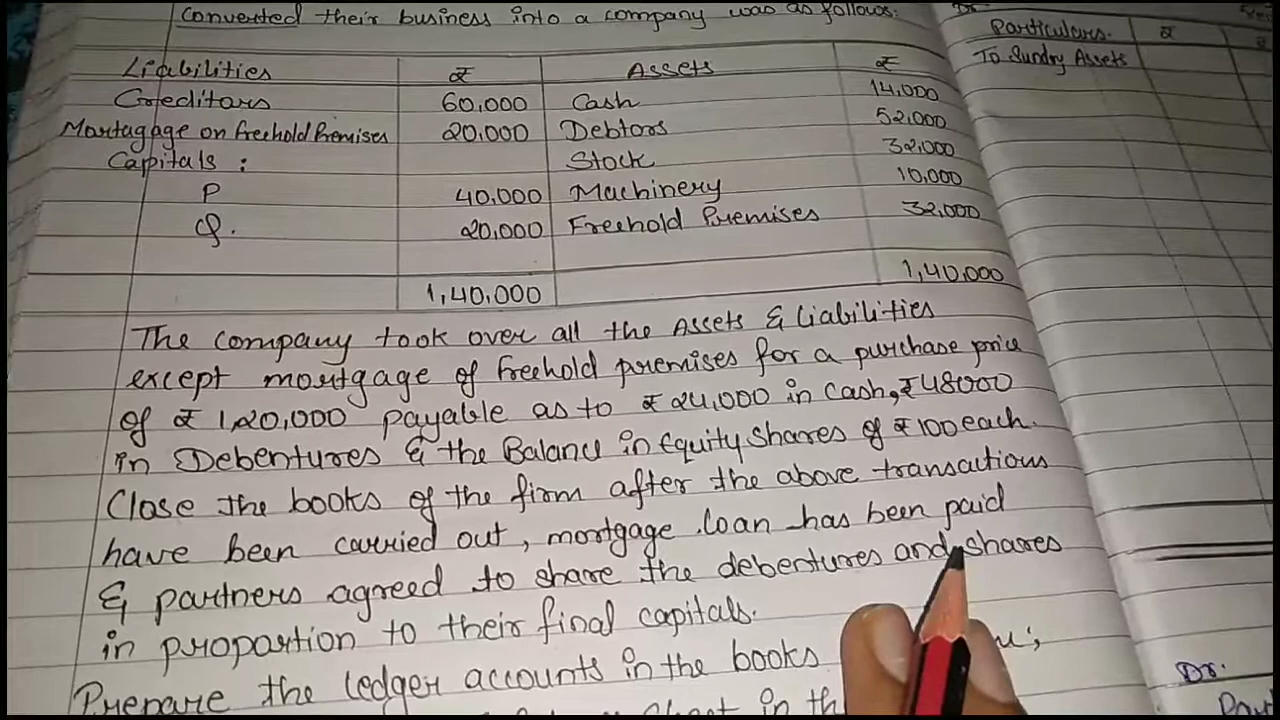 Converted their business into a company was as follows:
Liabilities ₹ Assets ₹
Creditors 60,000 Cash 14,000
Mortagage on freehold Premises 20,000 Debtors 52,000
Capitals : Stock 32,000
P 40,000 Machinery 10,000
Q. 20,000 Freehold Premises 32,000
1,40,000 1,40,000
The company took over all the Assets & Liabilities
except mortgage of freehold premises for a purchase price
of ₹ 1,20,000 payable as to ₹ 24,000 in cash, ₹48000
in Debentures & the Balance in Equity Shares of ₹100 each.
Close the books of the firm after the above transactions
have been carried out, mortgage loan has been paid
& partners agreed to share the debentures and shares
in proportion to their final capitals.
Prepare the ledger accounts in the books
in th
Dr.
Particulars. ₹
To Sundry Assets
Dr.